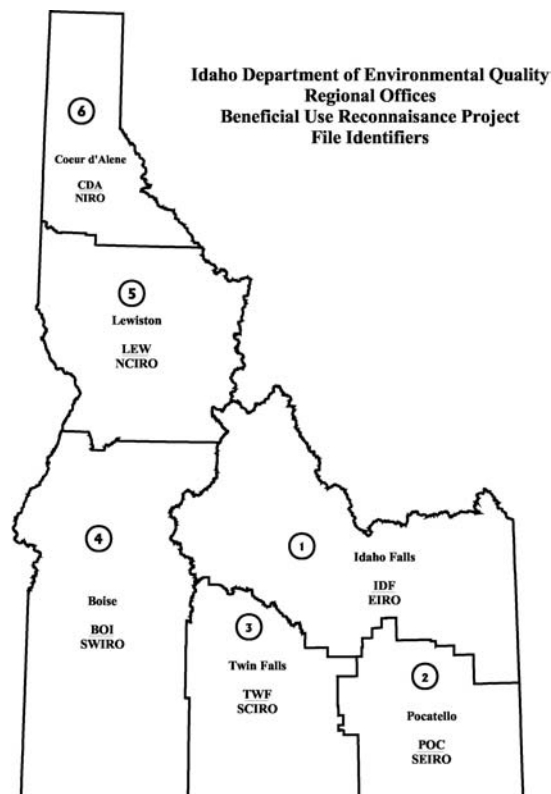 Idaho Department of Environmental Quality
Regional Offices
Beneficial Use Reconnaisance Project
File Identifiers
6
Coeur d'Alene
CDA
NIRO
5
Lewiston
LEW
NCIRO
4
Boise
BOI
SWIRO
1
Idaho Falls
IDF
EIRO
3
Twin Falls
TWF
SCIRO
2
Pocatello
POC
SEIRO